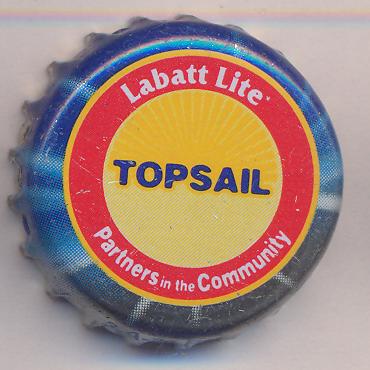 Labatt Lite
TOPSAIL
Partners in the Community